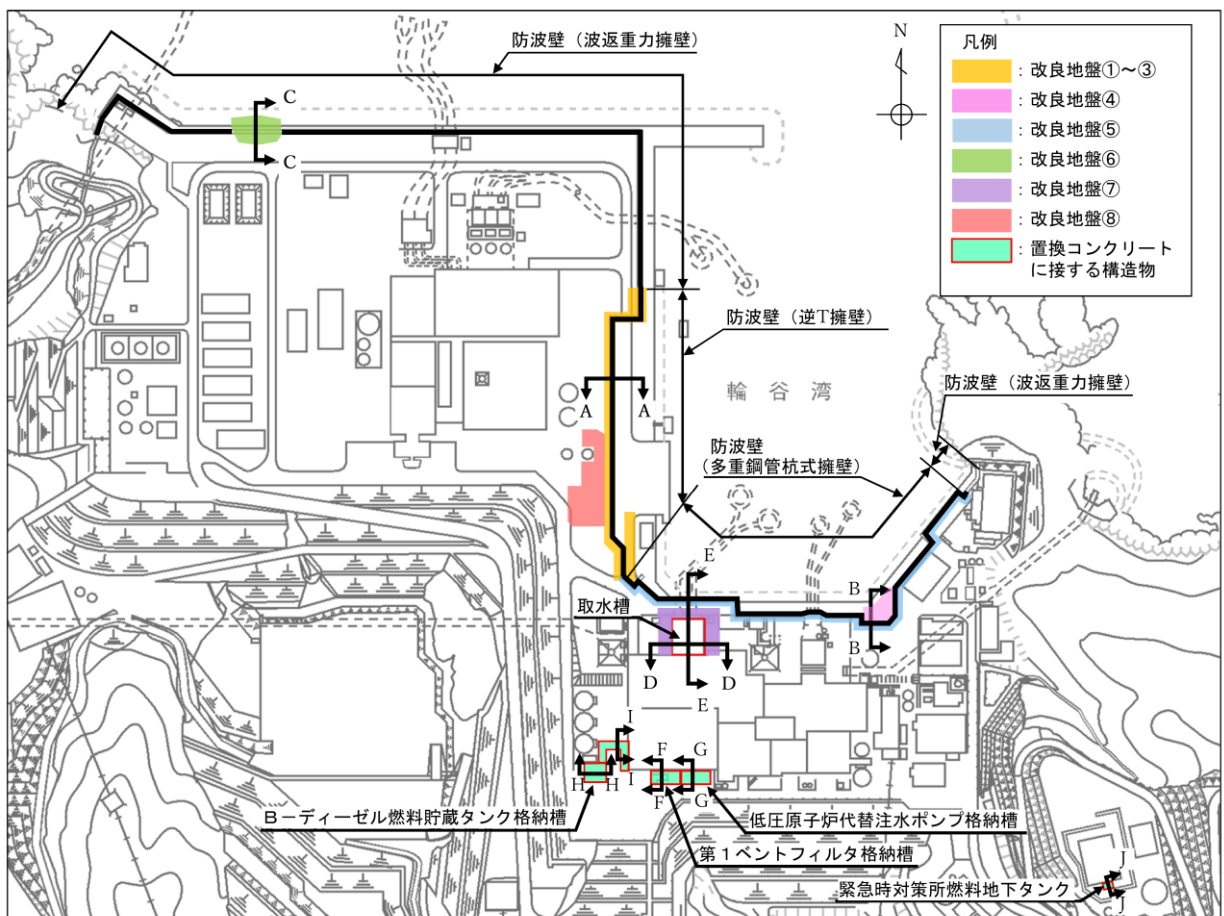 防波壁（波返重力擁壁）
N
凡例
：改良地盤①～③
：改良地盤④
：改良地盤⑤
：改良地盤⑥
：改良地盤⑦
：改良地盤⑧
：置換コンクリート
に接する構造物
C
C
防波壁（逆T擁壁）
輪谷湾
防波壁（波返重力擁壁）
A
A
防波壁
（多重鋼管杭式擁壁）
E
B
取水槽
B
D
D
E
I
F
G
H
H
I
F
G
B－ディーゼル燃料貯蔵タンク格納槽
低圧原子炉代替注水ポンプ格納槽
第１ベントフィルタ格納槽
緊急時対策所燃料地下タンク
J
J